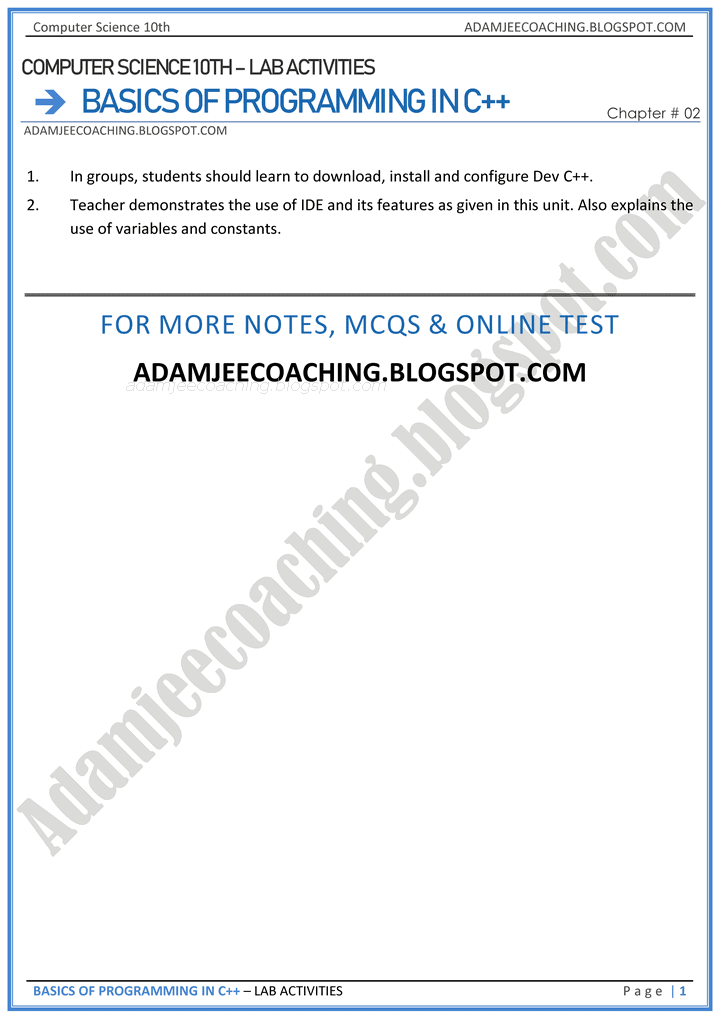 Computer Science 10th ADAMJEECOACHING.BLOGSPOT.COM
COMPUTER SCIENCE 10TH – LAB ACTIVITIES
BASICS OF PROGRAMMING IN C++
Chapter # 02
ADAMJEECOACHING.BLOGSPOT.COM
1. In groups, students should learn to download, install and configure Dev C++.
2. Teacher demonstrates the use of IDE and its features as given in this unit. Also explains the
use of variables and constants.
FOR MORE NOTES, MCQS & ONLINE TEST
ADAMJEECOACHING.BLOGSPOT.COM
adamjeecoaching.blogspot.com
Adamjeecoaching.blogspot.com
BASICS OF PROGRAMMING IN C++ – LAB ACTIVITIES Page | 1